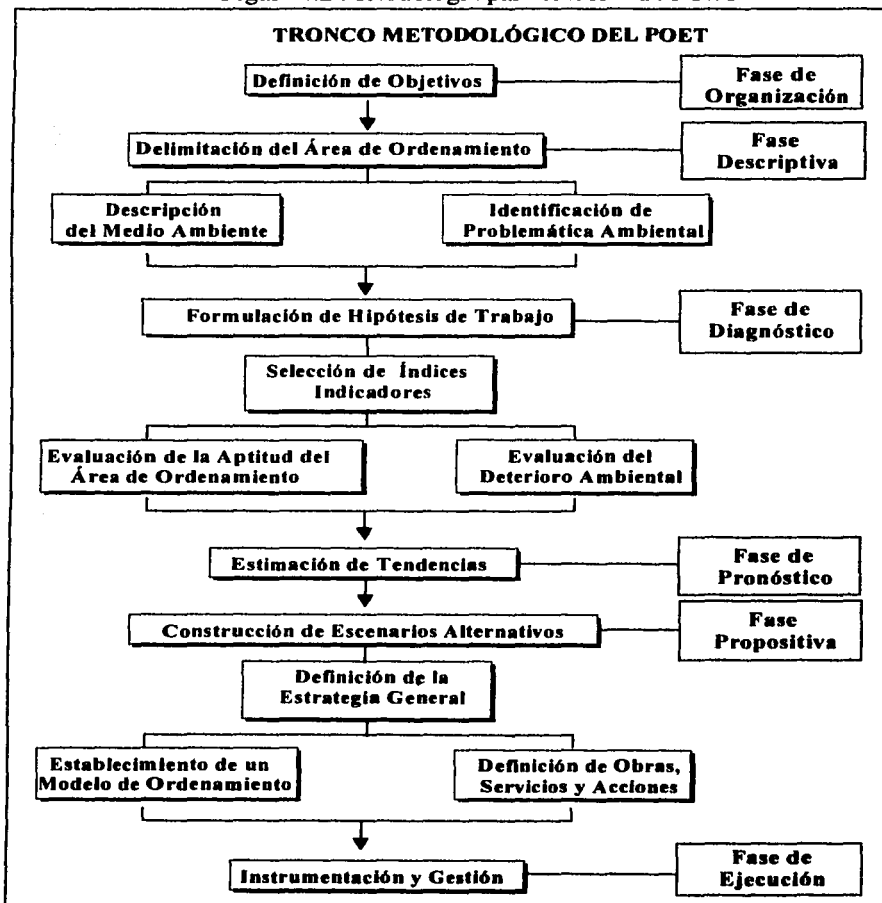 TRONCO METODOLÓGICO DEL POET
Definición de Objetivos
Fase de
Organización
Delimitación del Área de Ordenamiento
Fase
Descriptiva
Descripción
del Medio Ambiente
Identificación de
Problemática Ambiental
Formulación de Hipótesis de Trabajo
Fase de
Diagnóstico
Selección de Índices
Indicadores
Evaluación de la Aptitud del
Área de Ordenamiento
Evaluación del
Deterioro Ambiental
Estimación de Tendencias
Fase de
Pronóstico
Construcción de Escenarios Alternativos
Fase
Propositiva
Definición de la
Estrategia General
Establecimiento de un
Modelo de Ordenamiento
Definición de Obras,
Servicios y Acciones
Instrumentación y Gestión
Fase de
Ejecución